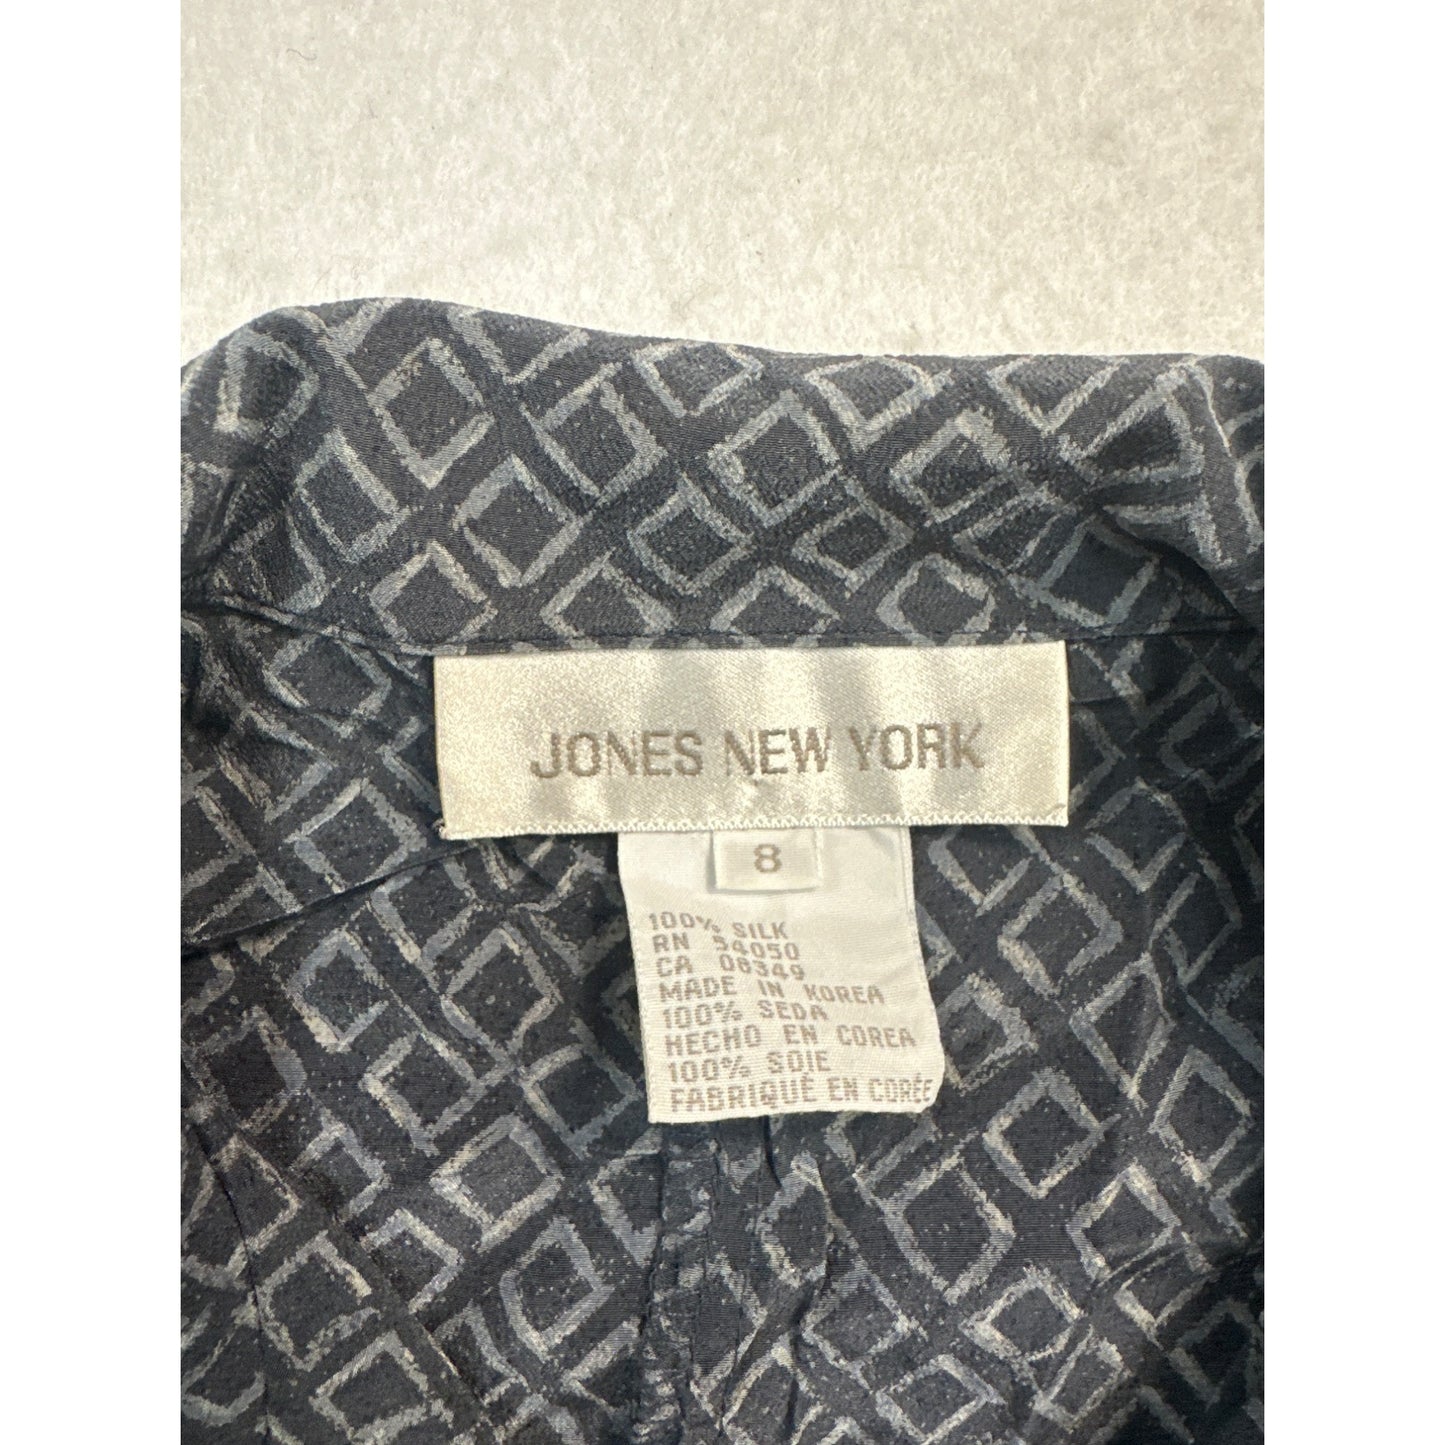 JONES NEW YORK
8
100% SILK
RN 54050
CA 08349
MADE IN KOREA
100% SEDA
HECHO EN COREA
100% SOIE
FABRIQUÉ EN CORÉE